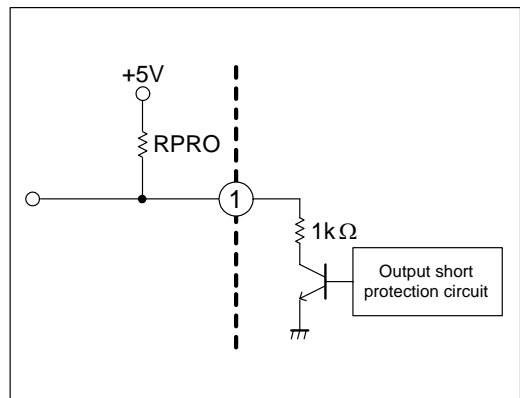 +5V
RPRO
1
1kΩ
Output short
protection circuit